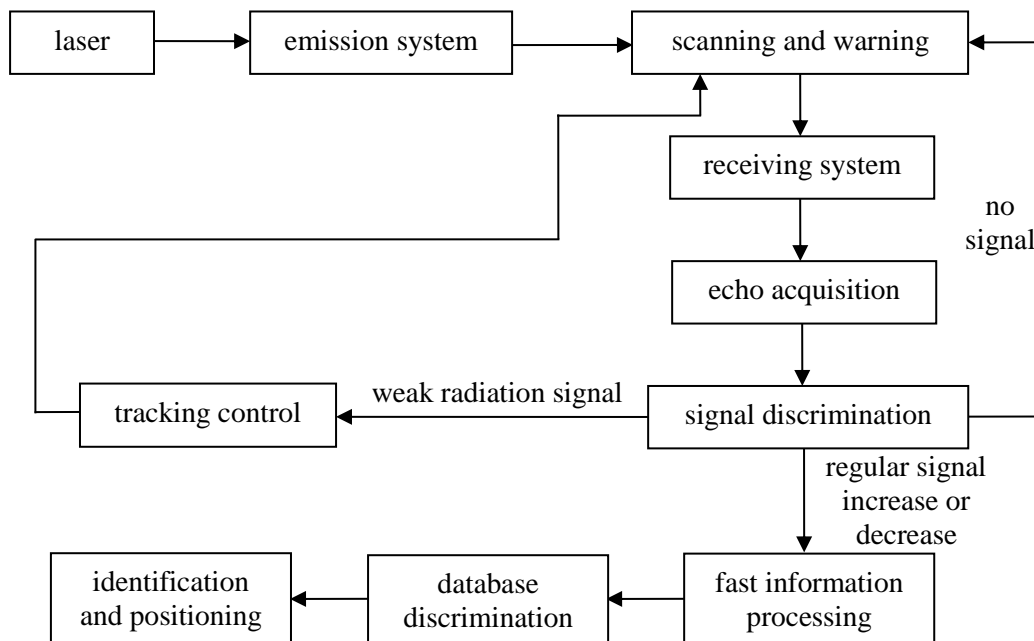 laser
emission system
scanning and warning
receiving system
no
signal
echo acquisition
weak radiation signal
tracking control
signal discrimination
regular signal
increase or
decrease
identification
and positioning
database
discrimination
fast information
processing